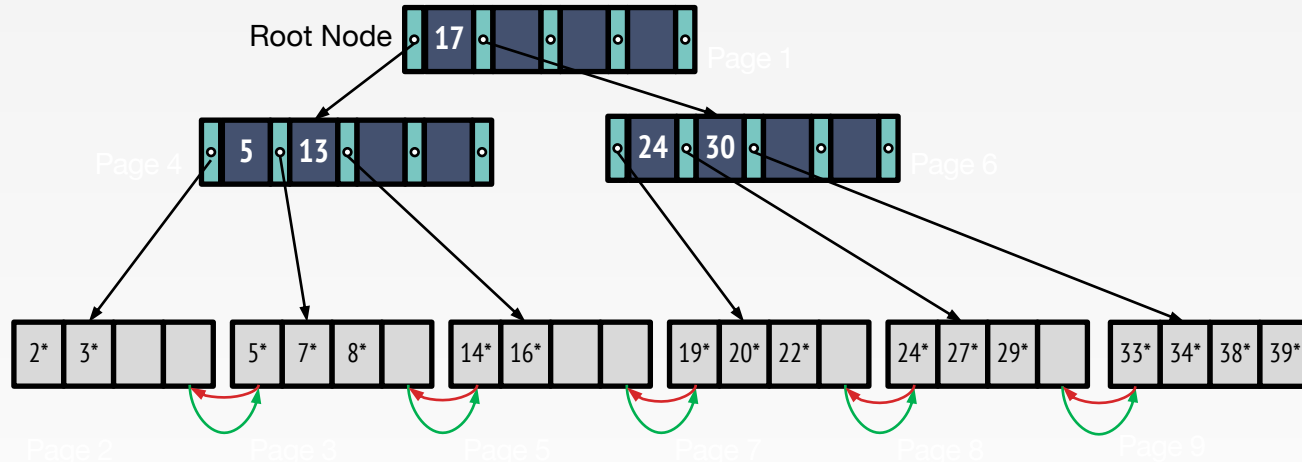 Root Node 17
Page 1
Page 4 5 13
24 30 Page 6
2* 3* 5* 7* 8* 14* 16* 19* 20* 22* 24* 27* 29* 33* 34* 38* 39*
Page 2 Page 3 Page 5 Page 7 Page 8 Page 9